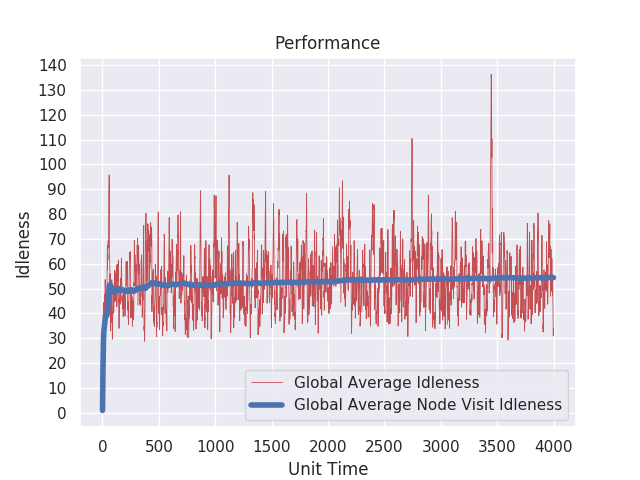 Performance
140
130
120
110
100
90
80
70
60
50
40
30
20
10
0
Idleness
Global Average Idleness
Global Average Node Visit Idleness
0 500 1000 1500 2000 2500 3000 3500 4000
Unit Time